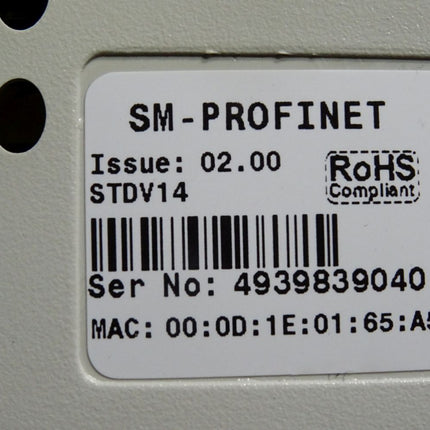 SM-PROFINET
Issue: 02.00
RoHS
Compliant
STDV14
Ser No: 4939839040
MAC: 00:0D:1E:01:65:A5